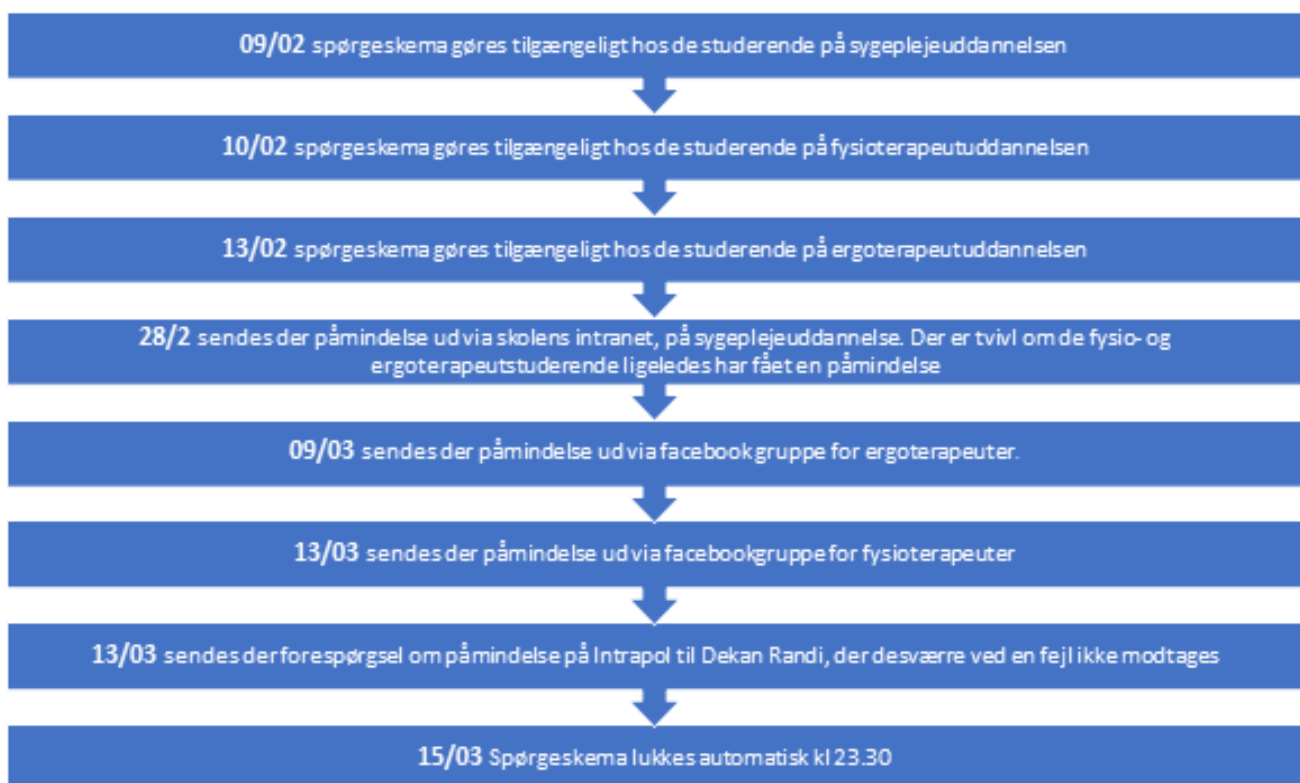 09/02 spørgeskema gøres tilgængeligt hos de studerende på sygeplejeuddannelsen
10/02 spørgeskema gøres tilgængeligt hos de studerende på fysioterapeutuddannelsen
13/02 spørgeskema gøres tilgængeligt hos de studerende på ergoterapeutuddannelsen
28/2 sendes der påmindelse ud via skolens intranet, på sygeplejeuddannelse. Der er tvivl om de fysio- og
ergoterapeutstuderende ligeledes har fået en påmindelse
09/03 sendes der påmindelse ud via facebook gruppe for ergoterapeuter.
13/03 sendes der påmindelse ud via facebookgruppe for fysioterapeuter
13/03 sendes der forespørgsel om påmindelse på Intrapol til Dekan Randi, der desværre ved en fejl ikke modtages
15/03 Spørgeskema lukkes automatisk kl 23.30